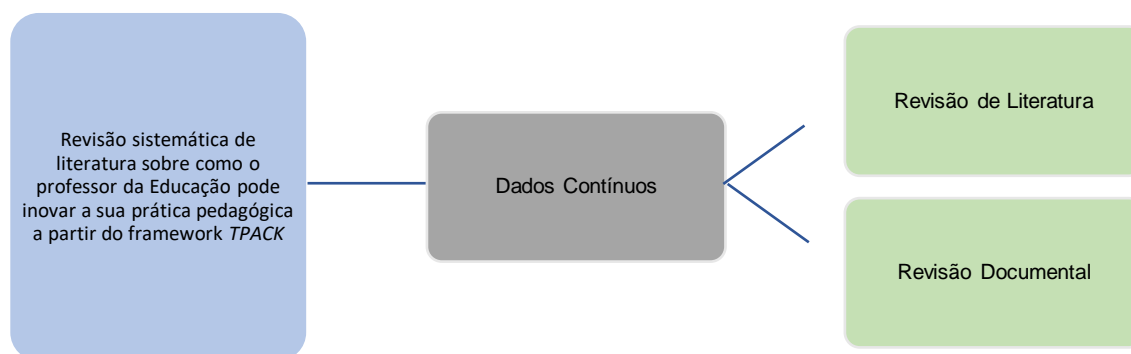 Revisão sistemática de
literatura sobre como o
professor da Educação pode
inovar a sua prática pedagógica
a partir do framework TPACK
Dados Contínuos
Revisão de Literatura
Revisão Documental